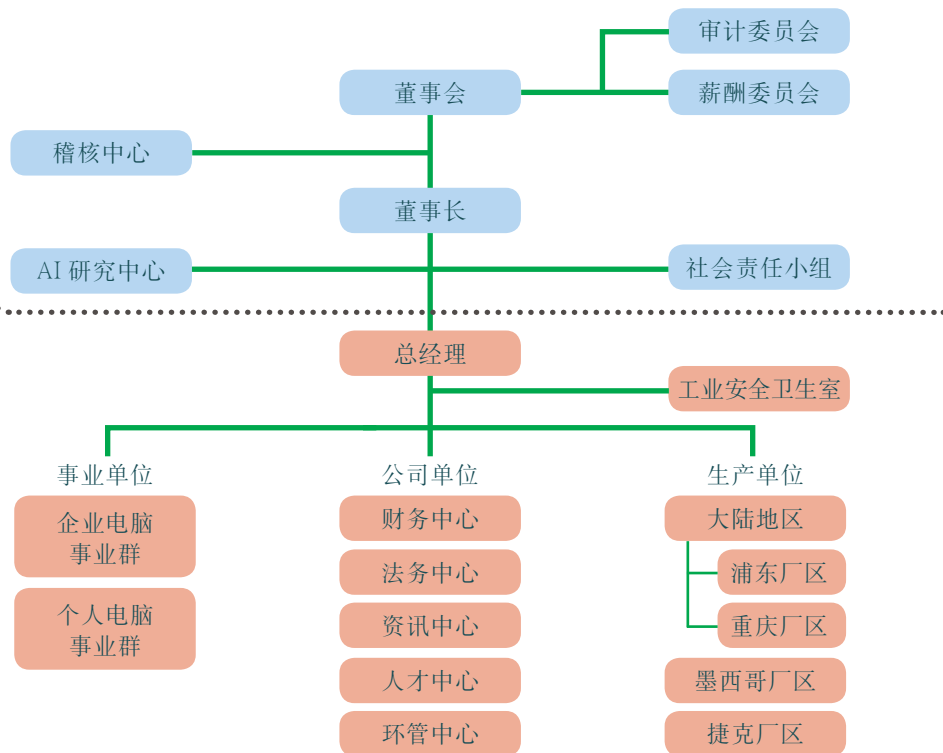 审计委员会
董事会
薪酬委员会
稽核中心
董事长
AI 研究中心
社会责任小组
总经理
工业安全卫生室
事业单位
公司单位
生产单位
企业电脑
事业群
个人电脑
事业群
财务中心
法务中心
资讯中心
人才中心
环管中心
大陆地区
浦东厂区
重庆厂区
墨西哥厂区
捷克厂区